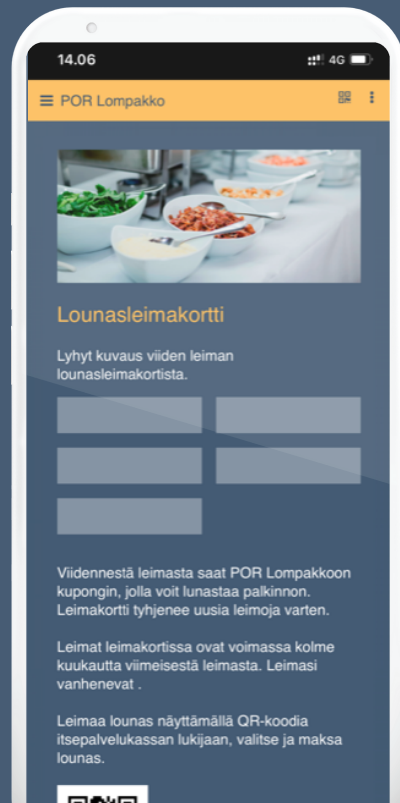 14.06
4G
POR Lompakko
Lounasleimakortti
Lyhyt kuvaus viiden leiman
lounasleimakortista.
Viidennestä leimasta saat POR Lompakkoon
kupongin, jolla voit lunastaa palkinnon.
Leimakortti tyhjenee uusia leimoja varten.
Leimat leimakortissa ovat voimassa kolme
kuukautta viimeisestä leimasta. Leimasi
vanhenevat .
Leimaa lounas näyttämällä QR-koodia
itsepalvelukassan lukijaan, valitse ja maksa
lounas.